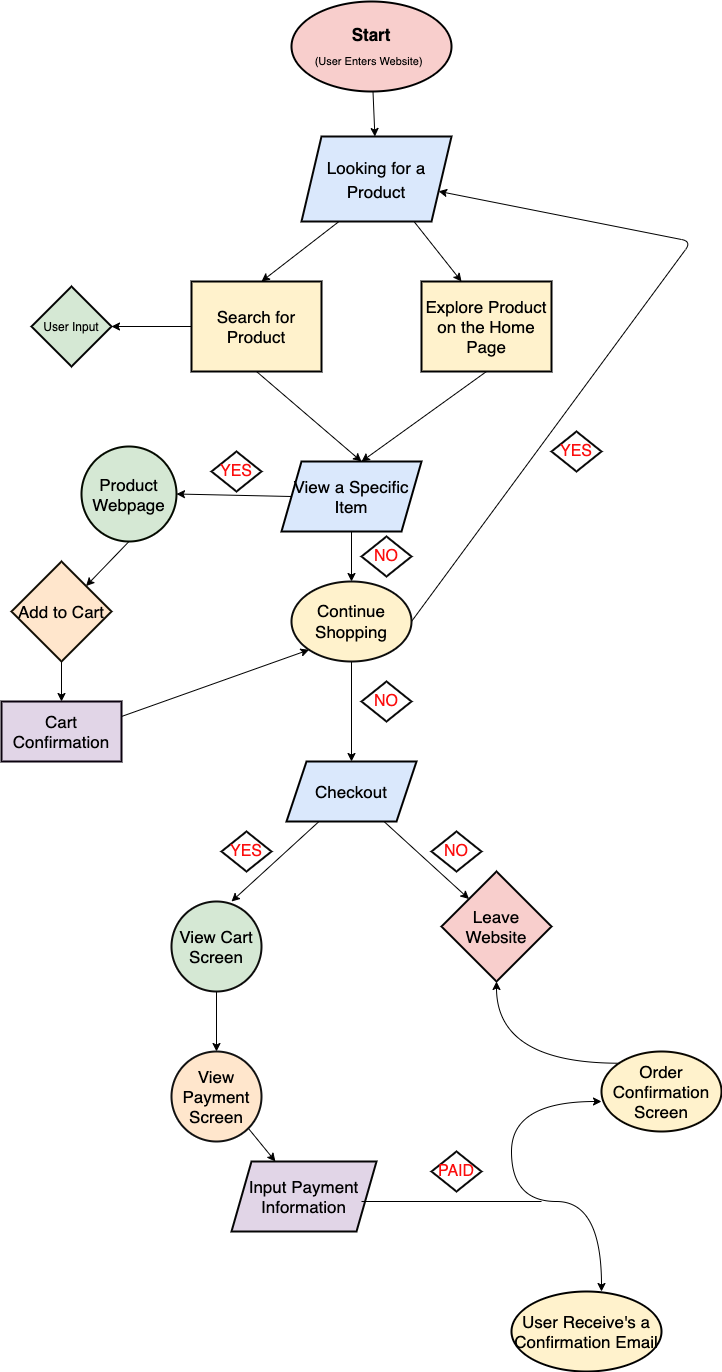 Start
(User Enters Website)
Looking for a
Product
Search for
Product
Explore Product
on the Home
Page
User Input
YES
View a Specific
Item
YES
Product
Webpage
NO
Add to Cart
Continue
Shopping
Cart
Confirmation
NO
Checkout
YES
NO
View Cart
Screen
Leave
Website
View
Payment
Screen
Order
Confirmation
Screen
PAID
Input Payment
Information
User Receive's a
Confirmation Email